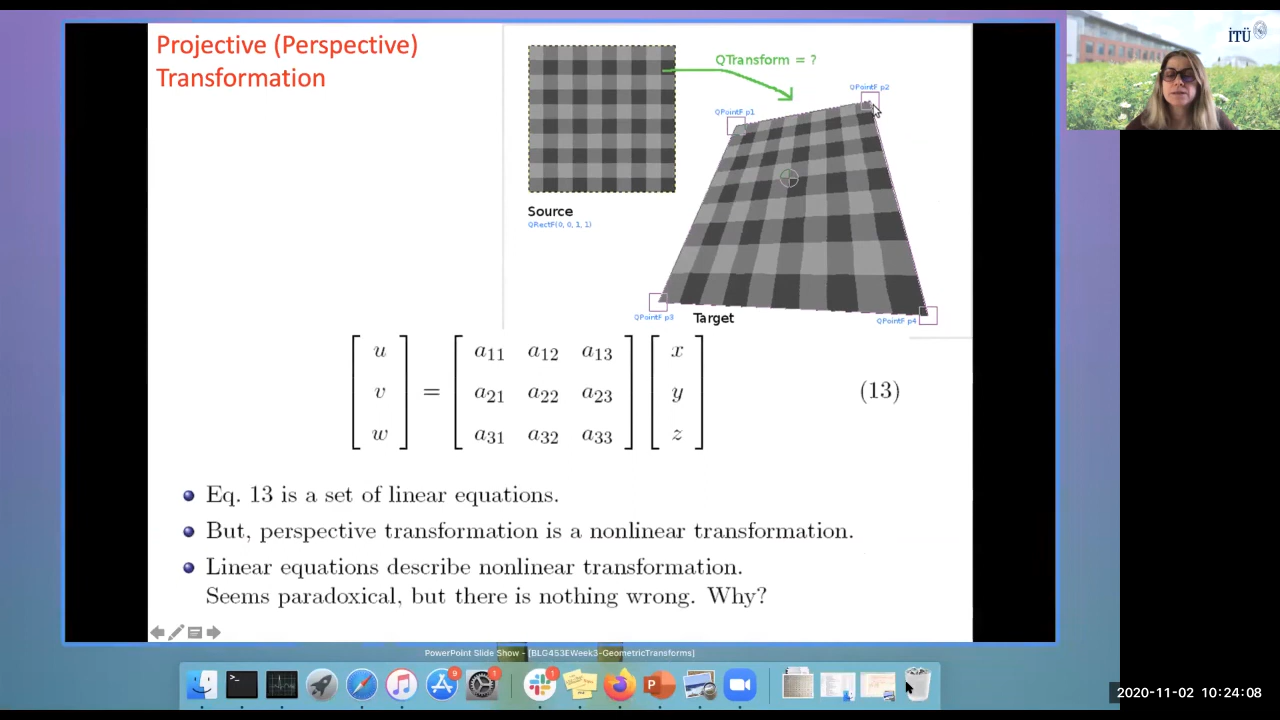 Projective (Perspective)
Transformation
QTransform = ?
QPointF p1
QPointF p2
Source
QRectF(0, 0, 1, 1)
QPointF p3
Target
QPointF p4
u
v
w
=
a11 a12 a13
a21 a22 a23
a31 a32 a33
x
y
z
(13)
Eq. 13 is a set of linear equations.
But, perspective transformation is a nonlinear transformation.
Linear equations describe nonlinear transformation.
Seems paradoxical, but there is nothing wrong. Why?
İTÜ
PowerPoint Slide Show - [BLG453EWeek3-GeometricTransforms]
9
1
1
2020-11-02 10:24:08